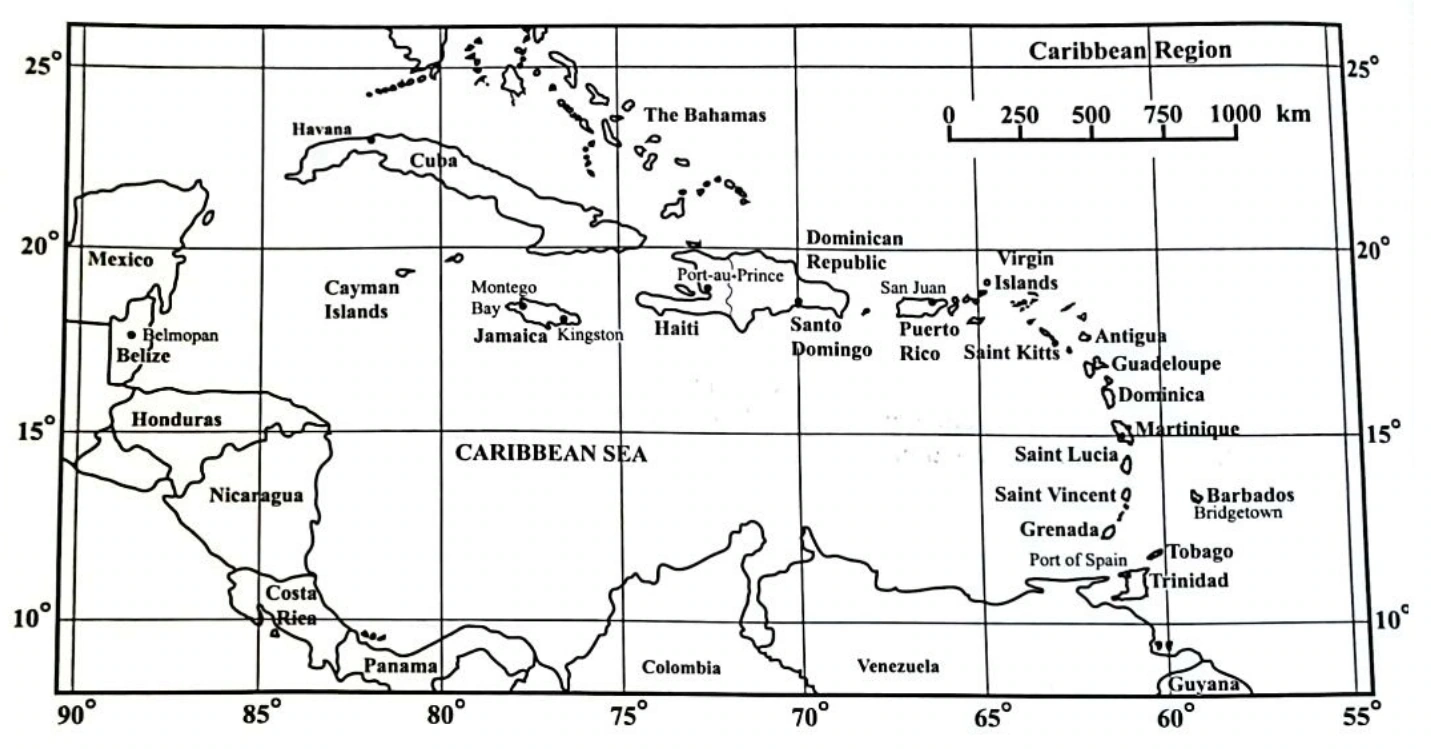 Caribbean Region
25°
25°
0 250 500 750 1000 km
The Bahamas
Havana
Cuba
20°
20°
Mexico
Dominican
Republic
Virgin
Islands
Cayman
Islands
Montego
Bay
Port-au-Prince
San Juan
Jamaica
Kingston
Haiti
Santo
Domingo
Puerto
Rico
Saint Kitts
Antigua
Belmopan
Belize
Guadeloupe
Dominica
Honduras
15°
15°
Martinique
CARIBBEAN SEA
Saint Lucia
Nicaragua
Saint Vincent
Barbados
Bridgetown
Grenada
Tobago
Port of Spain
Trinidad
Costa
Rica
10°
10°
Panama
Colombia
Venezuela
Guyana
90° 85° 80° 75° 70° 65° 60° 55°